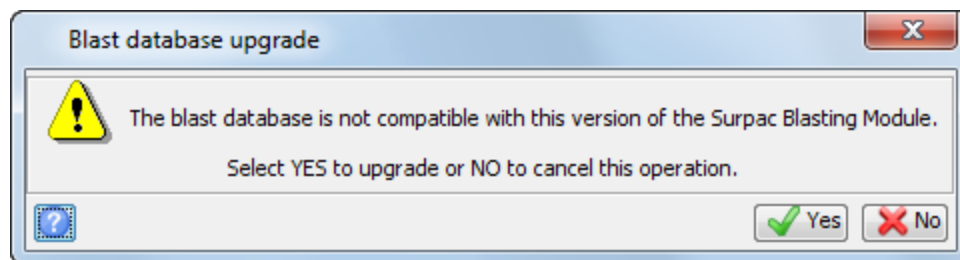 Blast database upgrade
The blast database is not compatible with this version of the Surpac Blasting Module.
Select YES to upgrade or NO to cancel this operation.
Yes No